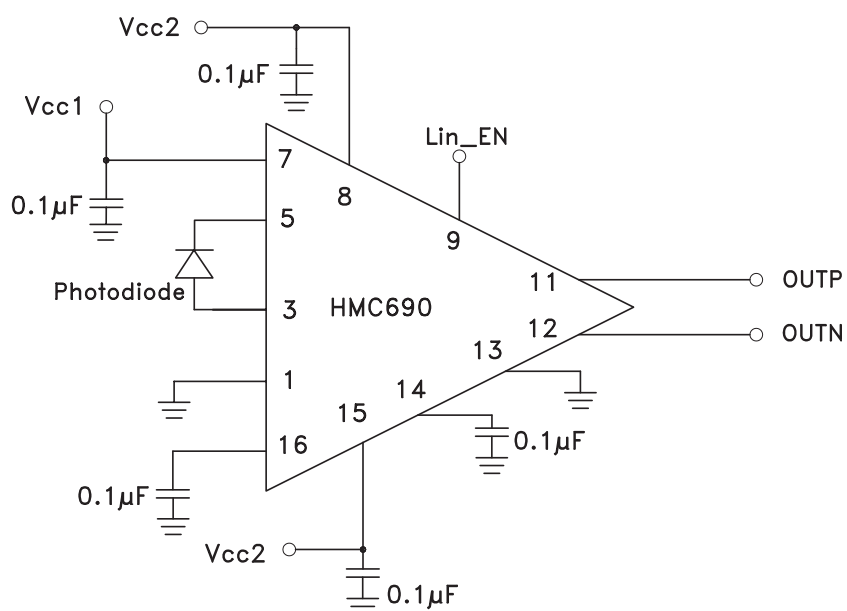 Vcc2
0.1µF
Vcc1
Lin_EN
7
8
0.1µF
5
9
11
OUTP
Photodiode
3
HMC690
12
OUTN
13
1
14
15
16
0.1µF
0.1µF
Vcc2
0.1µF